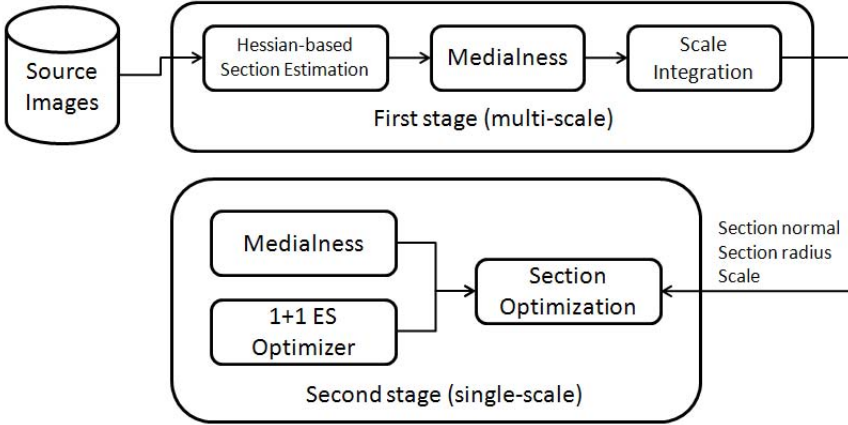 Source
Images
Hessian-based
Section Estimation
Medialness
Scale
Integration
First stage (multi-scale)
Medialness
1+1 ES
Optimizer
Section
Optimization
Section normal
Section radius
Scale
Second stage (single-scale)